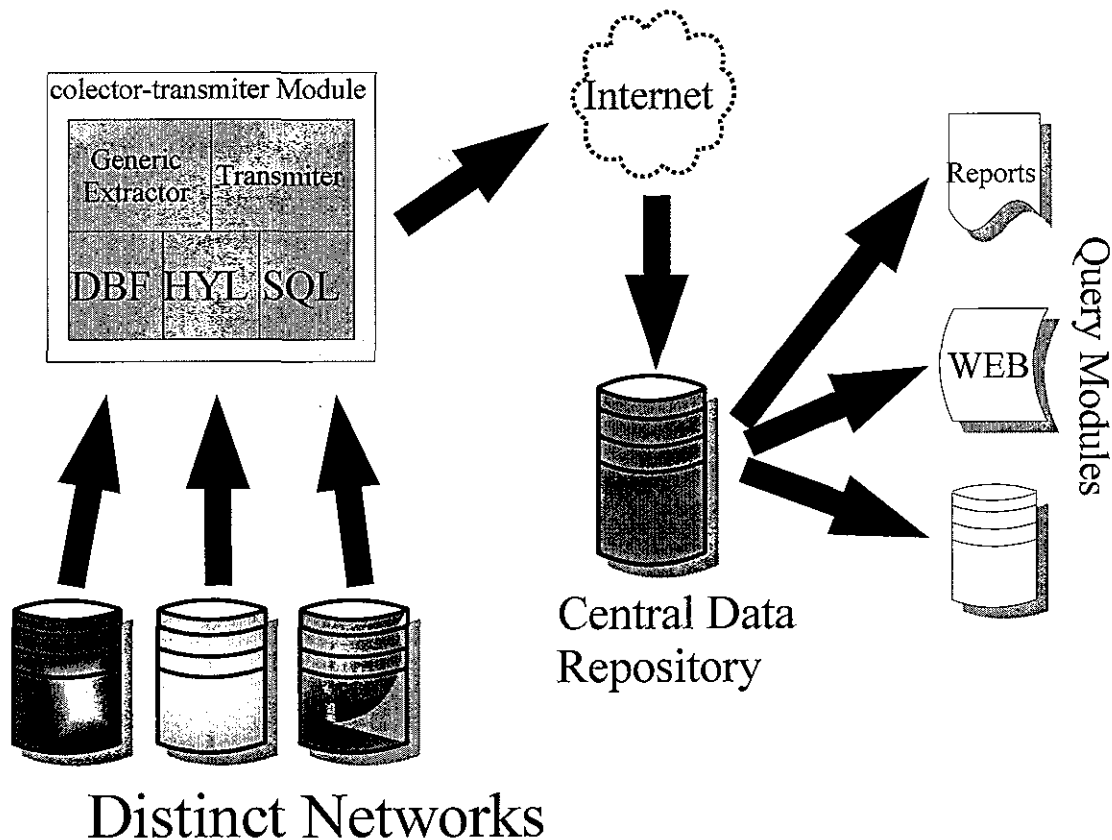 colector-transmiter Module
Generic
Extractor
Transmiter
DBF
HYL
SQL
Internet
Reports
WEB
Query Modules
Central Data
Repository
Distinct Networks